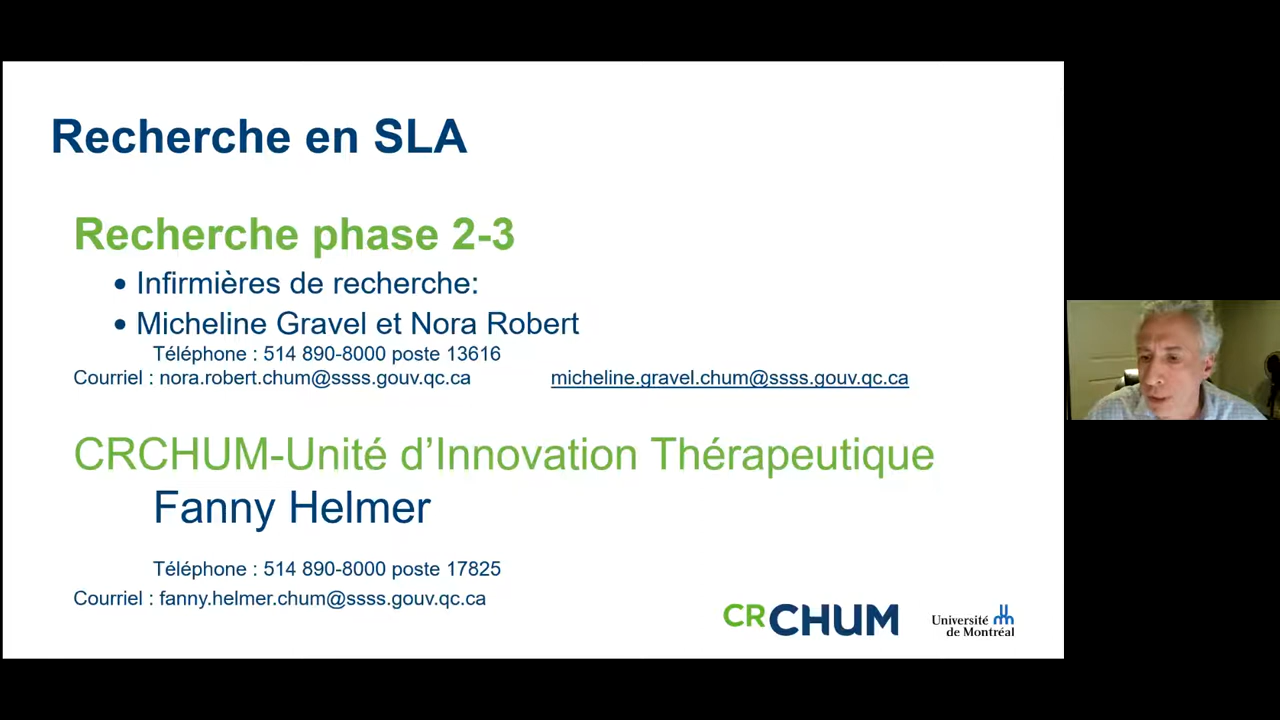 Recherche en SLA
Recherche phase 2-3
• Infirmières de recherche:
• Micheline Gravel et Nora Robert
Téléphone : 514 890-8000 poste 13616
Courriel : nora.robert.chum@ssss.gouv.qc.ca micheline.gravel.chum@ssss.gouv.qc.ca
CRCHUM-Unité d’Innovation Thérapeutique
Fanny Helmer
Téléphone : 514 890-8000 poste 17825
Courriel : fanny.helmer.chum@ssss.gouv.qc.ca
CRCHUM
Université
de Montréal